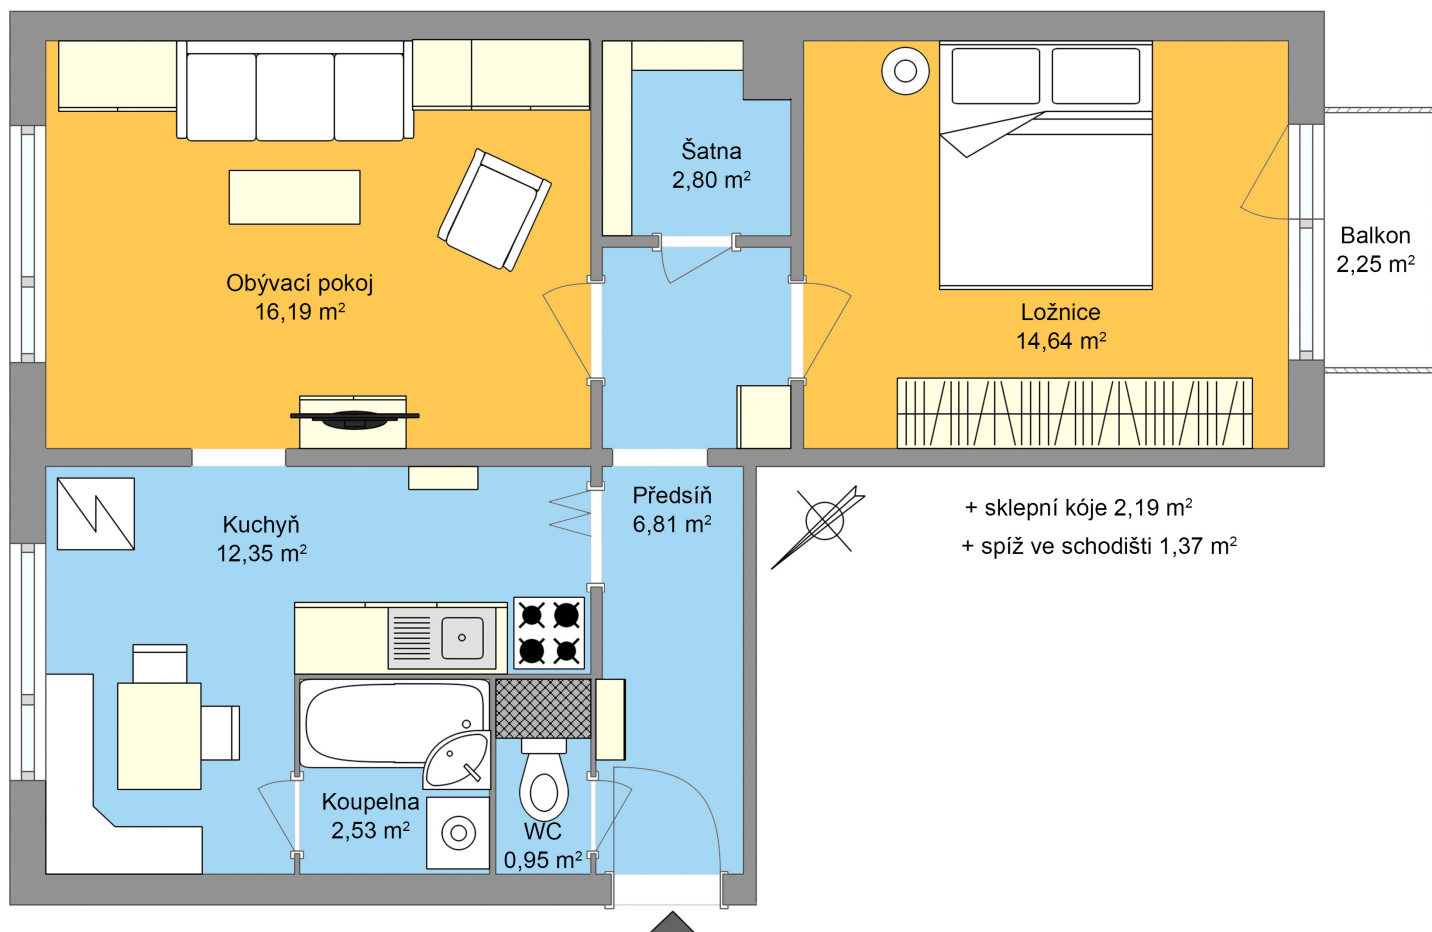 Šatna
2,80 m²
Balkon
2,25 m²
Obývací pokoj
16,19 m²
Ložnice
14,64 m²
Předsíň
6,81 m²
Kuchyň
12,35 m²
+ sklepní kóje 2,19 m²
+ spíž ve schodišti 1,37 m²
Koupelna
2,53 m²
WC
0,95 m²